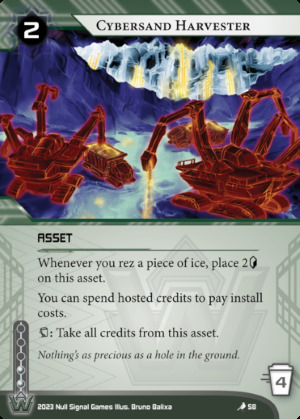 2
Cybersand Harvester
ASSET
Whenever you rez a piece of ice, place 2
on this asset.
You can spend hosted credits to pay install
costs.
: Take all credits from this asset.
Nothing's as precious as a hole in the ground.
4
2023 Null Signal Games Illus. Bruno Balixa
58